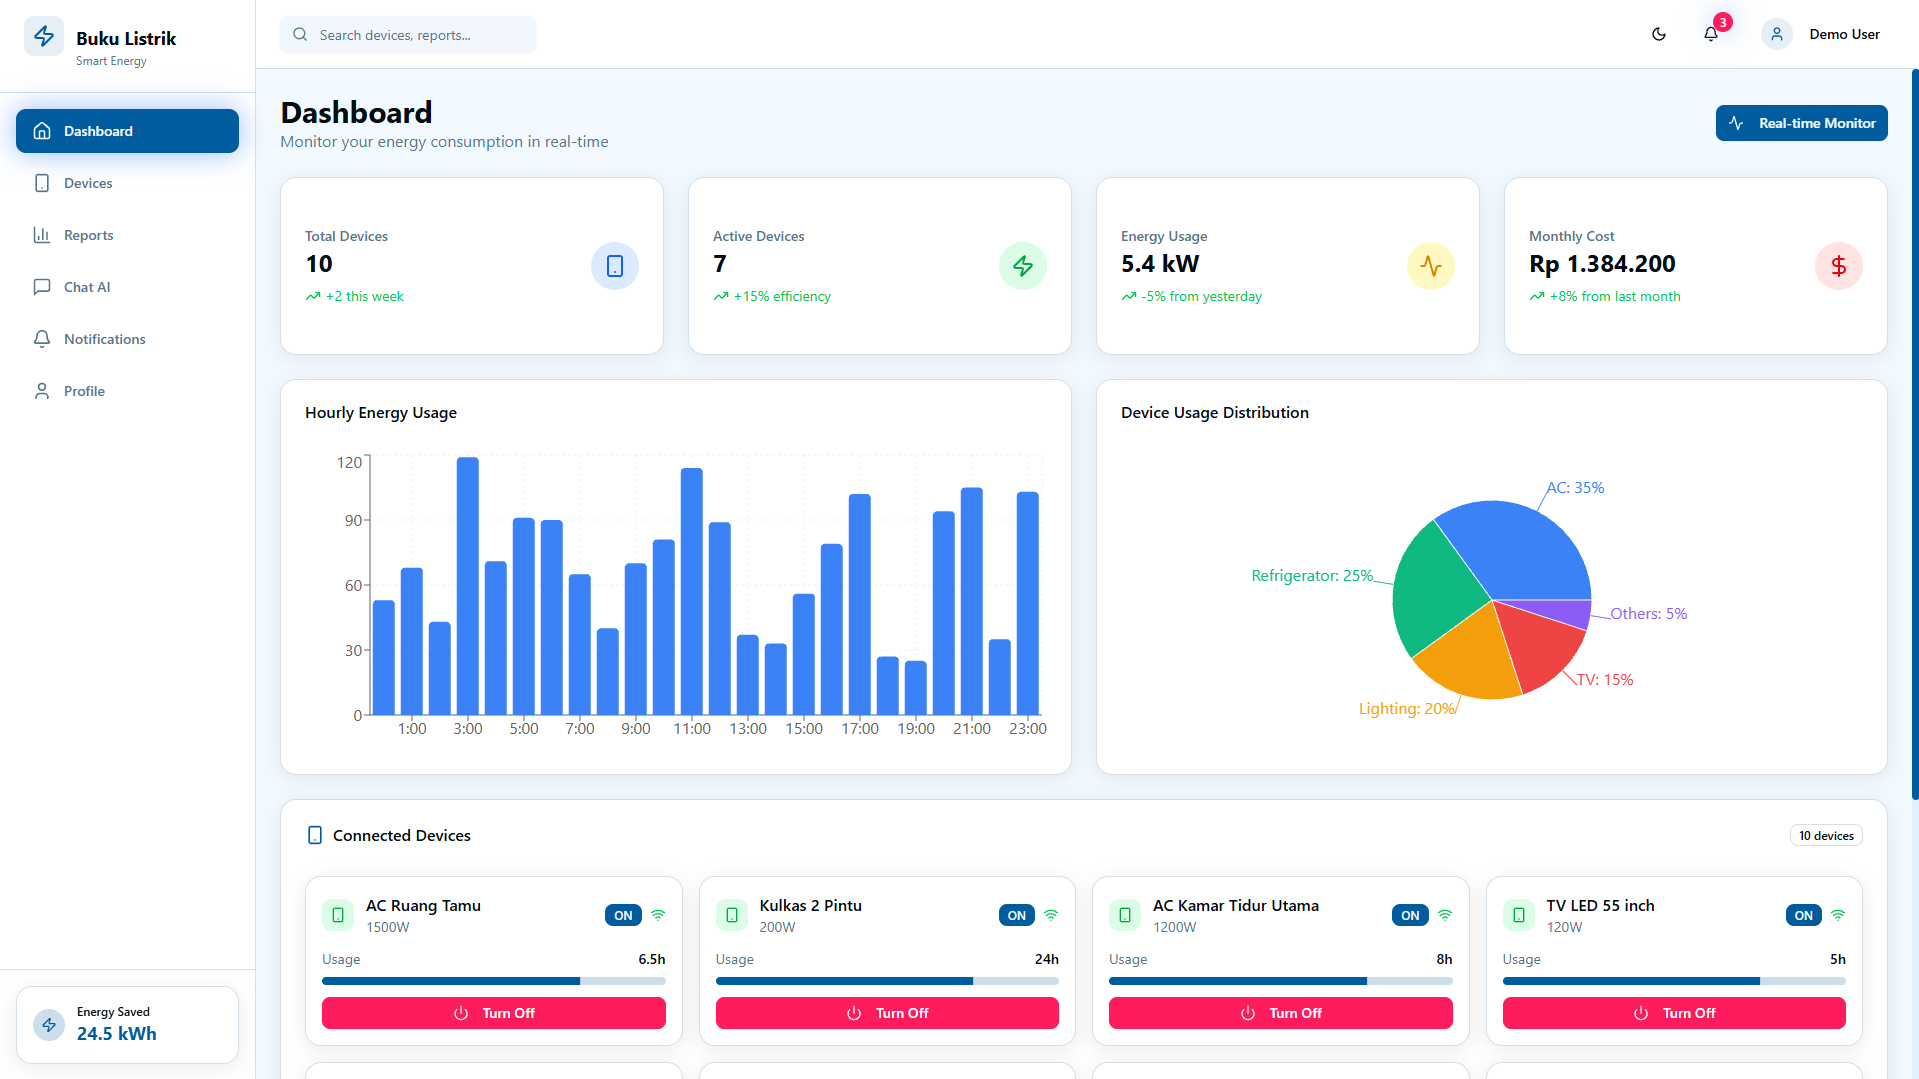 Buku Listrik
Smart Energy
Dashboard
Devices
Reports
Chat AI
Notifications
Profile
Energy Saved
24.5 kWh
Search devices, reports...
3
Demo User
Dashboard
Monitor your energy consumption in real-time
Real-time Monitor
Total Devices
10
+2 this week
Active Devices
7
+15% efficiency
Energy Usage
5.4 kW
-5% from yesterday
Monthly Cost
Rp 1.384.200
+8% from last month
Hourly Energy Usage
120
90
60
30
0
1:00 3:00 5:00 7:00 9:00 11:00 13:00 15:00 17:00 19:00 21:00 23:00
Device Usage Distribution
AC: 35%
Refrigerator: 25%
Others: 5%
TV: 15%
Lighting: 20%
Connected Devices
10 devices
AC Ruang Tamu
1500W
ON
Usage 6.5h
Turn Off
Kulkas 2 Pintu
200W
ON
Usage 24h
Turn Off
AC Kamar Tidur Utama
1200W
ON
Usage 8h
Turn Off
TV LED 55 inch
120W
ON
Usage 5h
Turn Off